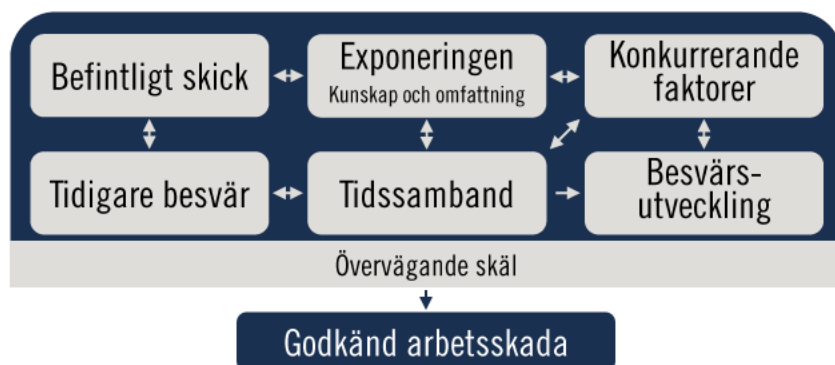 Befintligt skick
Exponeringen
Kunskap och omfattning
Konkurrerande
faktorer
Tidigare besvär
Tidssamband
Besvärs-
utveckling
Övervägande skäl
Godkänd arbetsskada